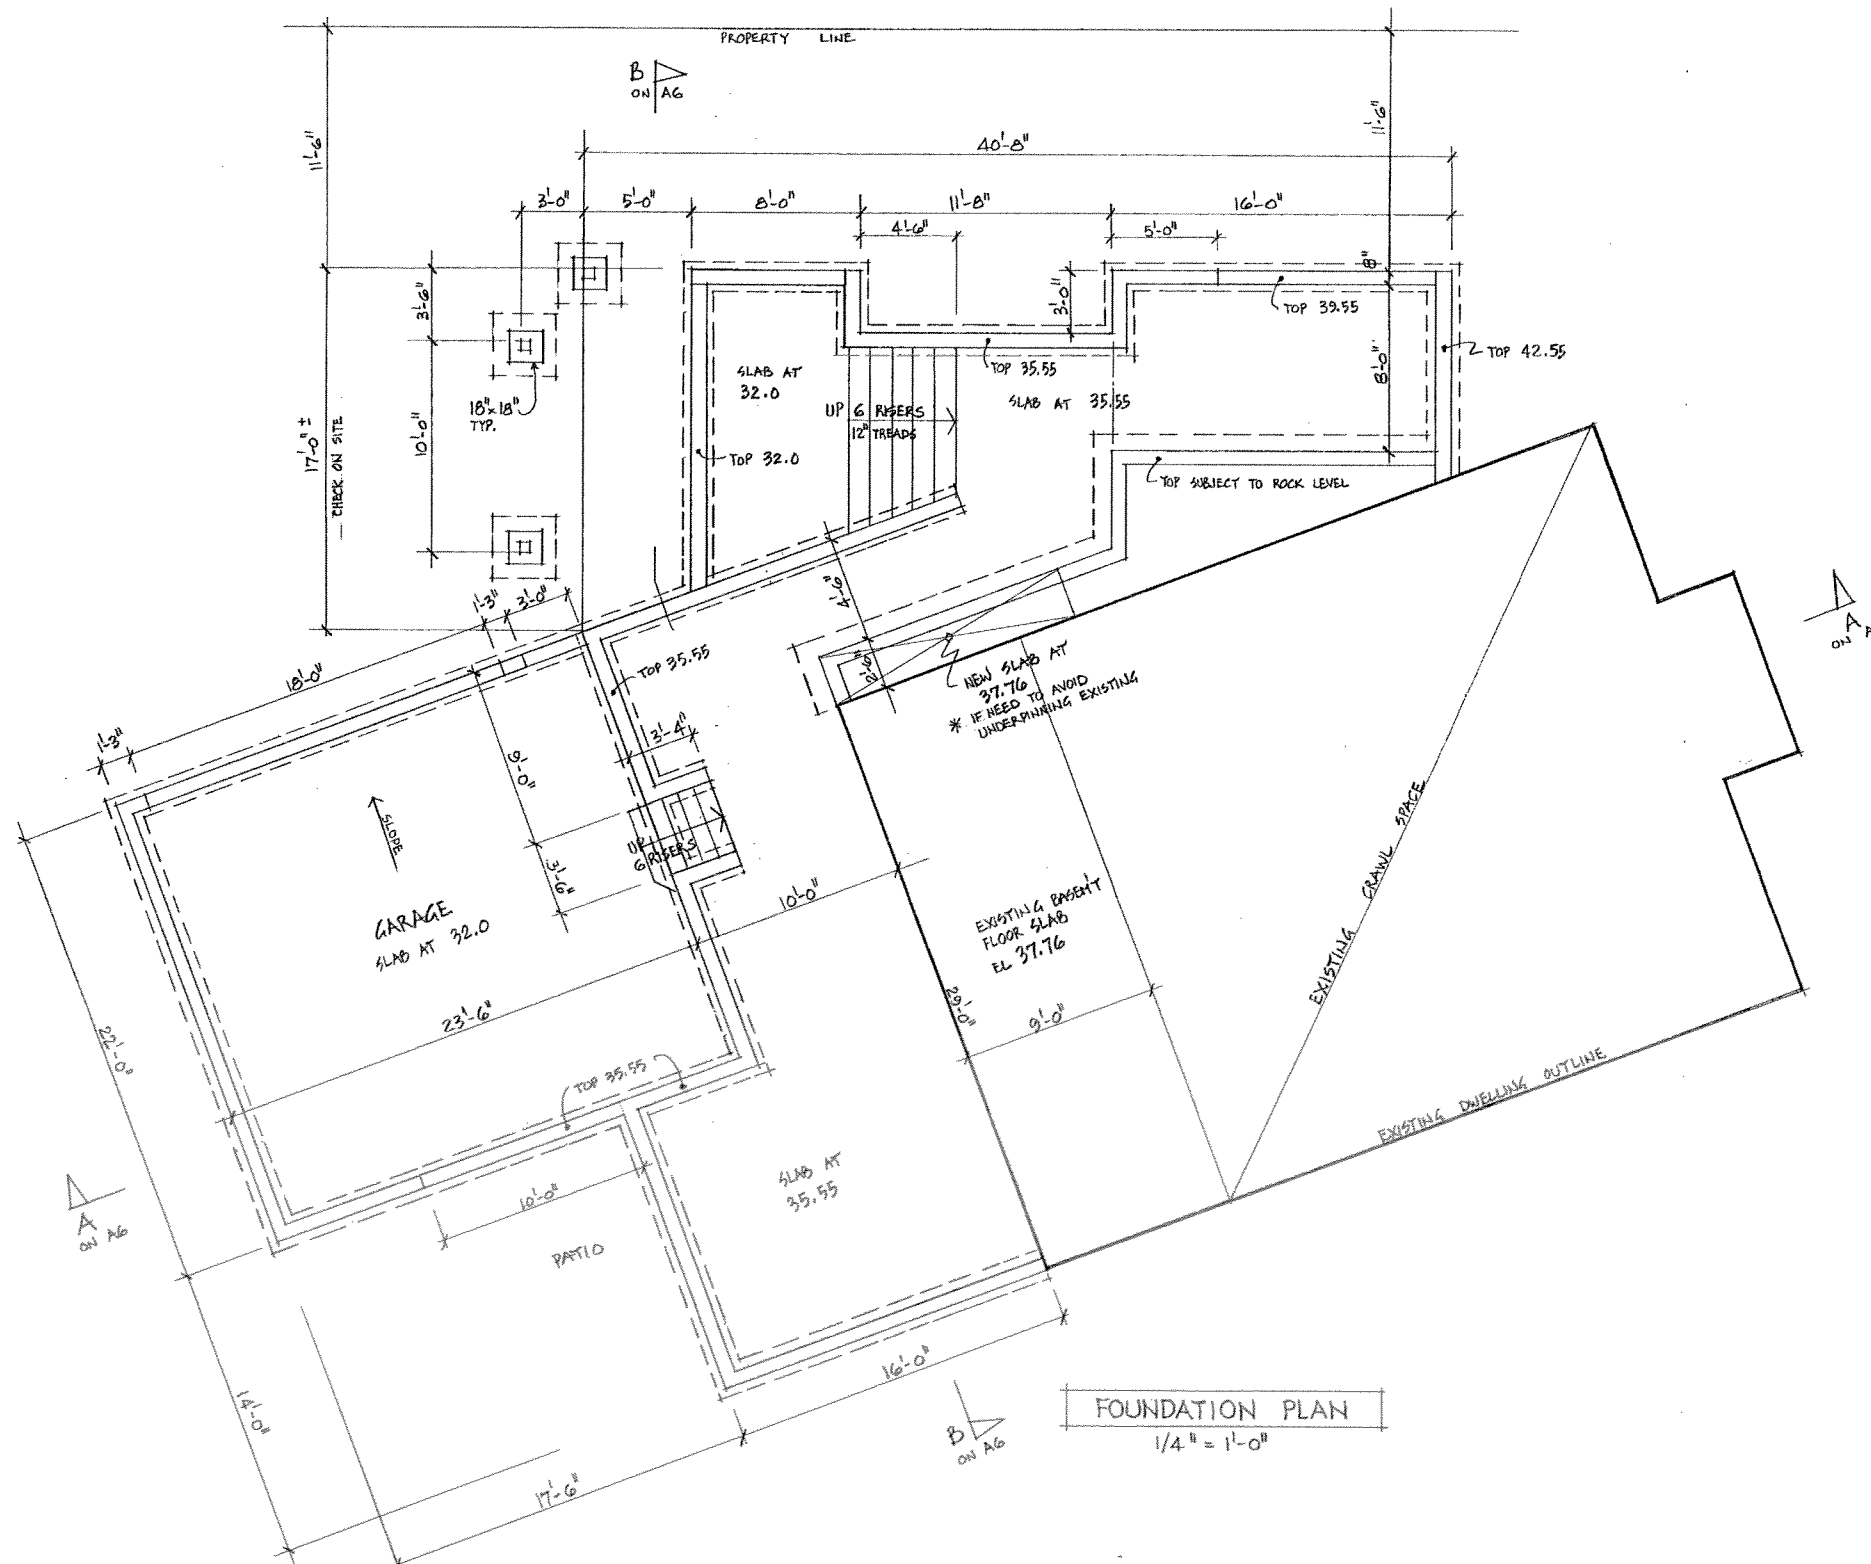 PROPERTY LINE
B
ON A6
11'-6"
11'-6"
40'-8"
3'-0"
5'-0"
8'-0"
11'-8"
16'-0"
4'-6"
5'-0"
8"
3'-6"
3'-0"
TOP 39.55
TOP 42.55
TOP 35.55
SLAB AT
32.0
18"x18"
TYP.
SLAB AT 35.55
8'-0"
UP 6 RISERS
12" TREADS
17'-0" ±
CHECK ON SITE
10'-0"
TOP 32.0
TOP SUBJECT TO ROCK LEVEL
1'-3"
3'-0"
4'-6"
2'-6"
A
ON A
18'-0"
TOP 35.55
NEW SLAB AT
37.76
* IF NEED TO AVOID
UNDERPINNING EXISTING
1'-3"
3'-4"
9'-0"
SLOPE
UP
6 RISERS
3'-6"
EXISTING CRAWL SPACE
10'-0"
GARAGE
SLAB AT 32.0
EXISTING BASEM'T
FLOOR SLAB
EL 37.76
29'-0"
9'-0"
23'-6"
22'-0"
TOP 35.55
EXISTING DWELLING OUTLINE
10'-0"
SLAB AT
35.55
A
ON A6
PATIO
16'-0"
14'-0"
B
ON A6
17'-6"
FOUNDATION PLAN
1/4" = 1'-0"